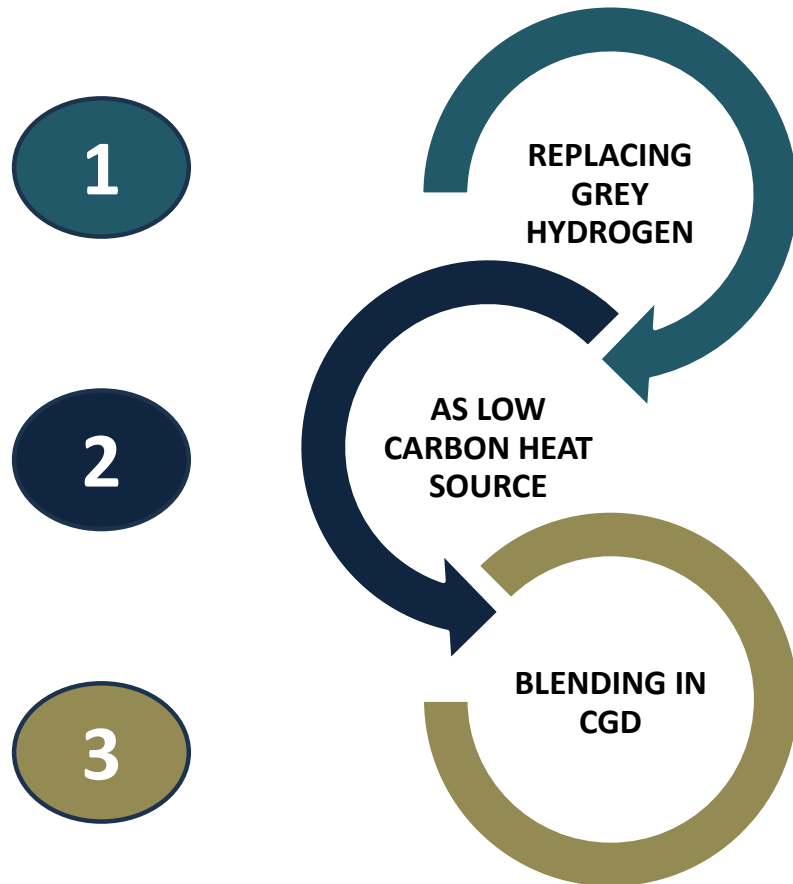 1
REPLACING
GREY
HYDROGEN
2
AS LOW
CARBON HEAT
SOURCE
3
BLENDING IN
CGD